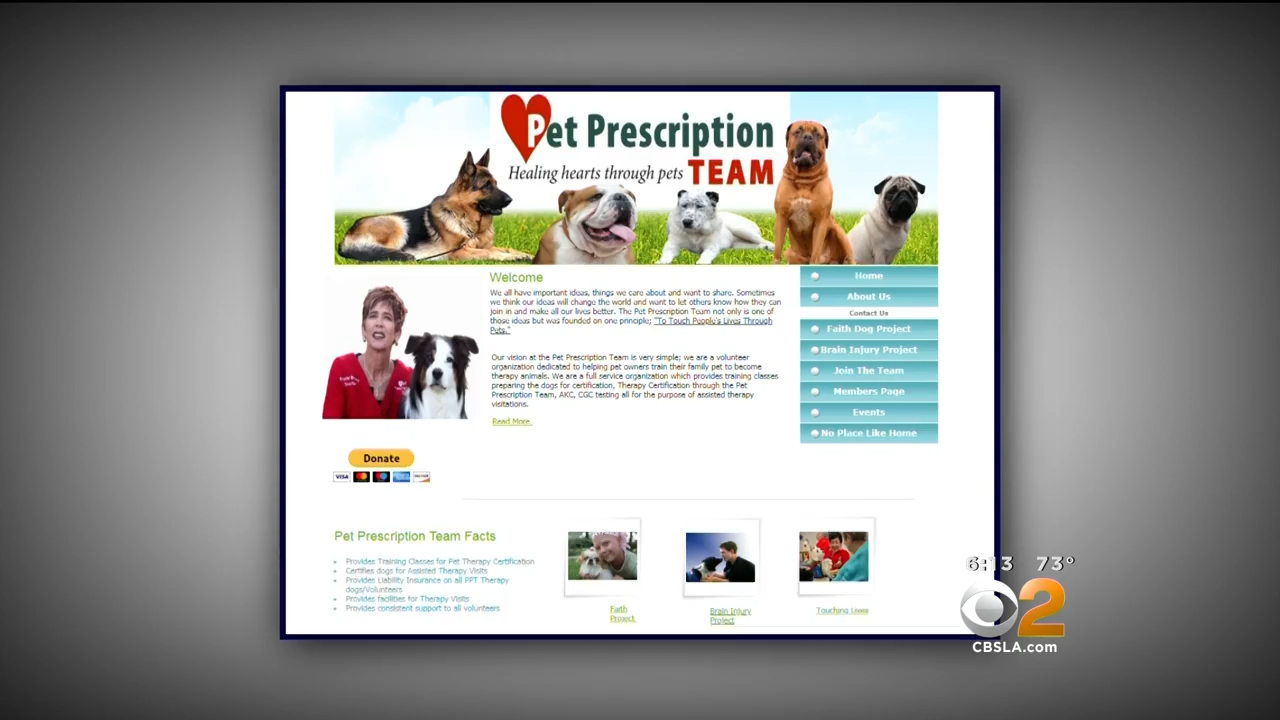 Pet Prescription
Healing hearts through pets TEAM
Welcome
We all have important ideas, things we care about and want to share. Sometimes
we think our ideas will change the world and want to let others know how they can
join in and make all our lives better. The Pet Prescription Team not only is one of
those ideas but was founded on one principle; "To Touch People's Lives Through
Pets."
Our vision at the Pet Prescription Team is very simple; we are a volunteer
organization dedicated to helping pet owners train their family pet to become
therapy animals. We are a full service organization which provides training classes
preparing the dogs for certification, Therapy Certification through the Pet
Prescription Team, AKC, CGC testing all for the purpose of assisted therapy
visitations.
Read More
Home
About Us
Contact Us
Faith Dog Project
Brain Injury Project
Join The Team
Members Page
Events
No Place Like Home
Donate
VISA
Pet Prescription Team Facts
Provides Training Classes for Pet Therapy Certification
Certifies dogs for Assisted Therapy Visits
Provides Liability Insurance on all PPT Therapy
dogs/Volunteers
Provides facilities for Therapy Visits
Provides consistent support to all volunteers
Faith
Project
Brain Injury
Project
Touching Lives
6:13 73°
2
CBSLA.com